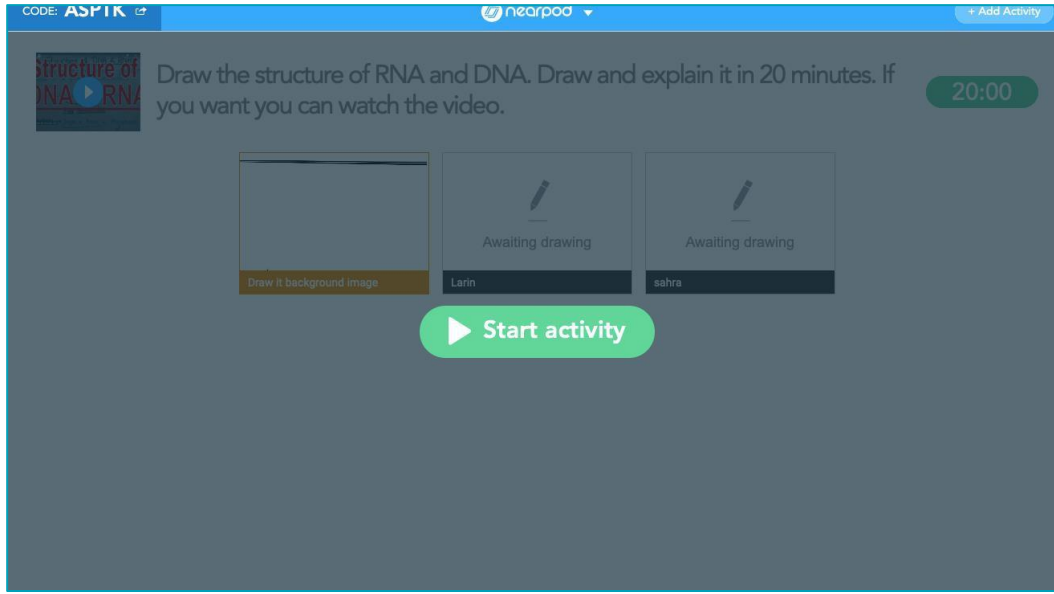 CODE: ASPTK
nearpod
+ Add Activity
Structure of
DNA RNA
Draw the structure of RNA and DNA. Draw and explain it in 20 minutes. If
you want you can watch the video.
20:00
Awaiting drawing
Awaiting drawing
Draw it background image
Larin
sahra
Start activity